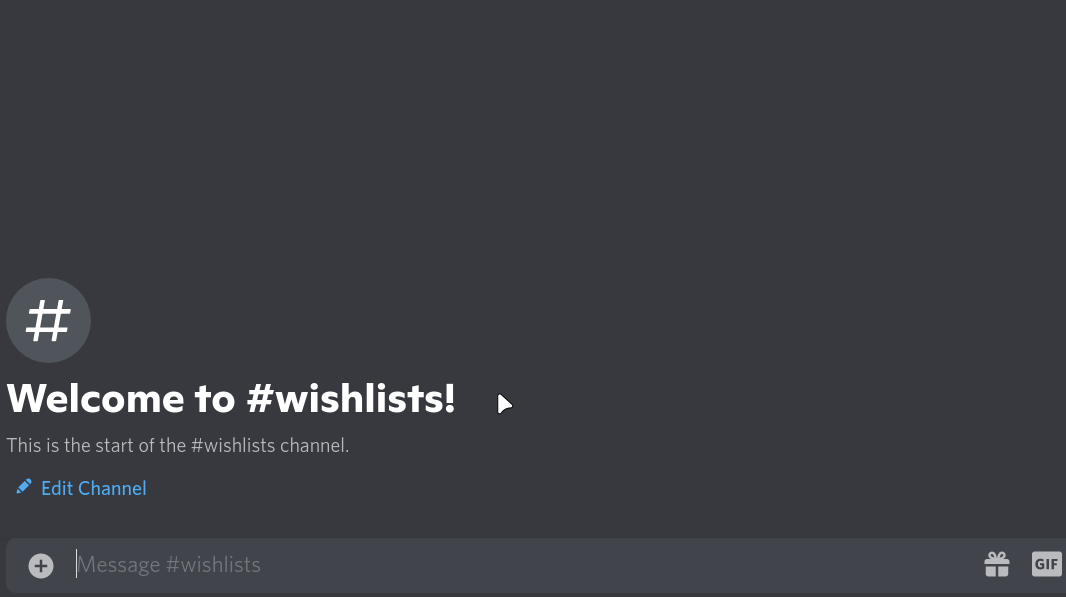 #
Welcome to #wishlists!
This is the start of the #wishlists channel.
Edit Channel
Message #wishlists
GIF